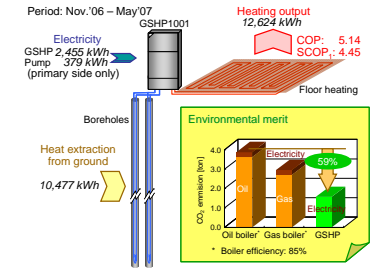 Period: Nov.'06 – May'07
GSHP1001
Heating output
12,624 kWh
Electricity
GSHP 2,455 kWh
Pump 379 kWh
(primary side only)
COP: 5.14
SCOP1: 4.45
Floor heating
Boreholes
Environmental merit
Heat extraction
from ground
10,477 kWh
CO2 emmision [ton]
4.0
3.0
2.0
1.0
0.0
Electricity
59%
Oil
Gas
Electricity
Oil boiler* Gas boiler* GSHP
* Boiler efficiency: 85%